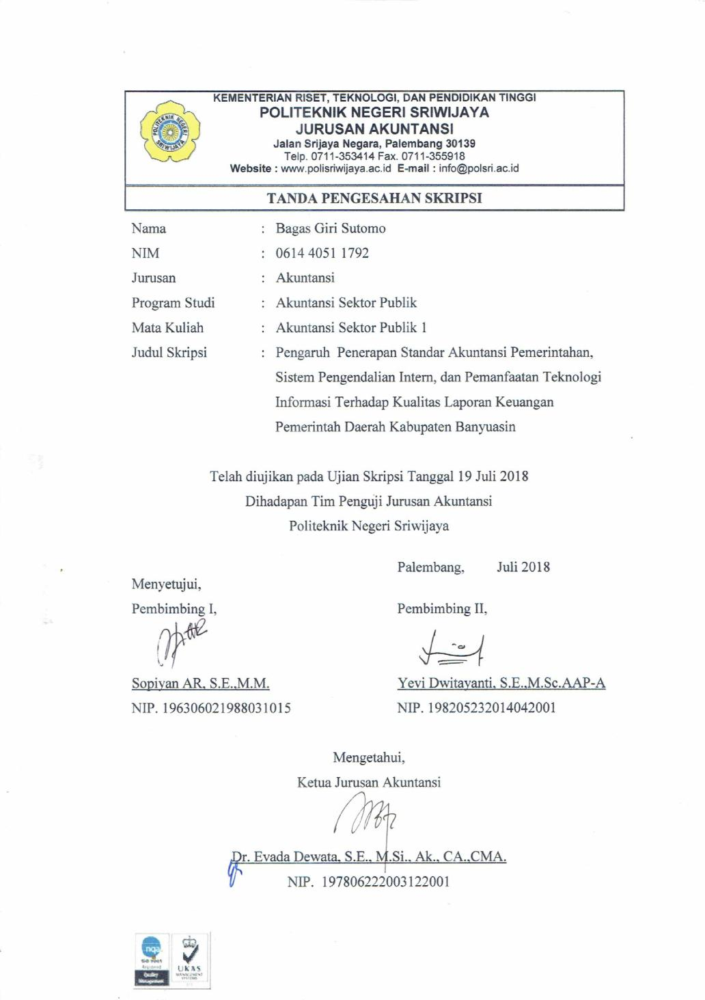 KEMENTERIAN RISET, TEKNOLOGI, DAN PENDIDIKAN TINGGI
POLITEKNIK NEGERI SRIWIJAYA
JURUSAN AKUNTANSI
Jalan Srijaya Negara, Palembang 30139
Telp. 0711-353414 Fax. 0711-355918
Website : www.polisriwijaya.ac.id E-mail : info@polsri.ac.id
POLITEKNIK NEGERI
SRIWIJAYA
TANDA PENGESAHAN SKRIPSI
Nama : Bagas Giri Sutomo
NIM : 0614 4051 1792
Jurusan : Akuntansi
Program Studi : Akuntansi Sektor Publik
Mata Kuliah : Akuntansi Sektor Publik 1
Judul Skripsi : Pengaruh Penerapan Standar Akuntansi Pemerintahan,
Sistem Pengendalian Intern, dan Pemanfaatan Teknologi
Informasi Terhadap Kualitas Laporan Keuangan
Pemerintah Daerah Kabupaten Banyuasin
Telah diujikan pada Ujian Skripsi Tanggal 19 Juli 2018
Dihadapan Tim Penguji Jurusan Akuntansi
Politeknik Negeri Sriwijaya
Palembang, Juli 2018
Menyetujui,
Pembimbing I, Pembimbing II,
Sopiyan AR, S.E.,M.M. Yevi Dwitayanti, S.E.,M.Sc.AAP-A
NIP. 196306021988031015 NIP. 198205232014042001
Mengetahui,
Ketua Jurusan Akuntansi
Dr. Evada Dewata, S.E., M.Si., Ak., CA.,CMA.
NIP. 197806222003122001
nqa
ISO 9001
Registered
Quality
Management
UKAS
MANAGEMENT
SYSTEMS